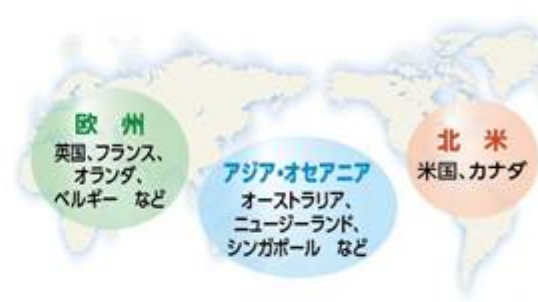 欧 州
英国、フランス、
オランダ、
ベルギー など
アジア・オセアニア
オーストラリア、
ニュージーランド、
シンガポール など
北 米
米国、カナダ